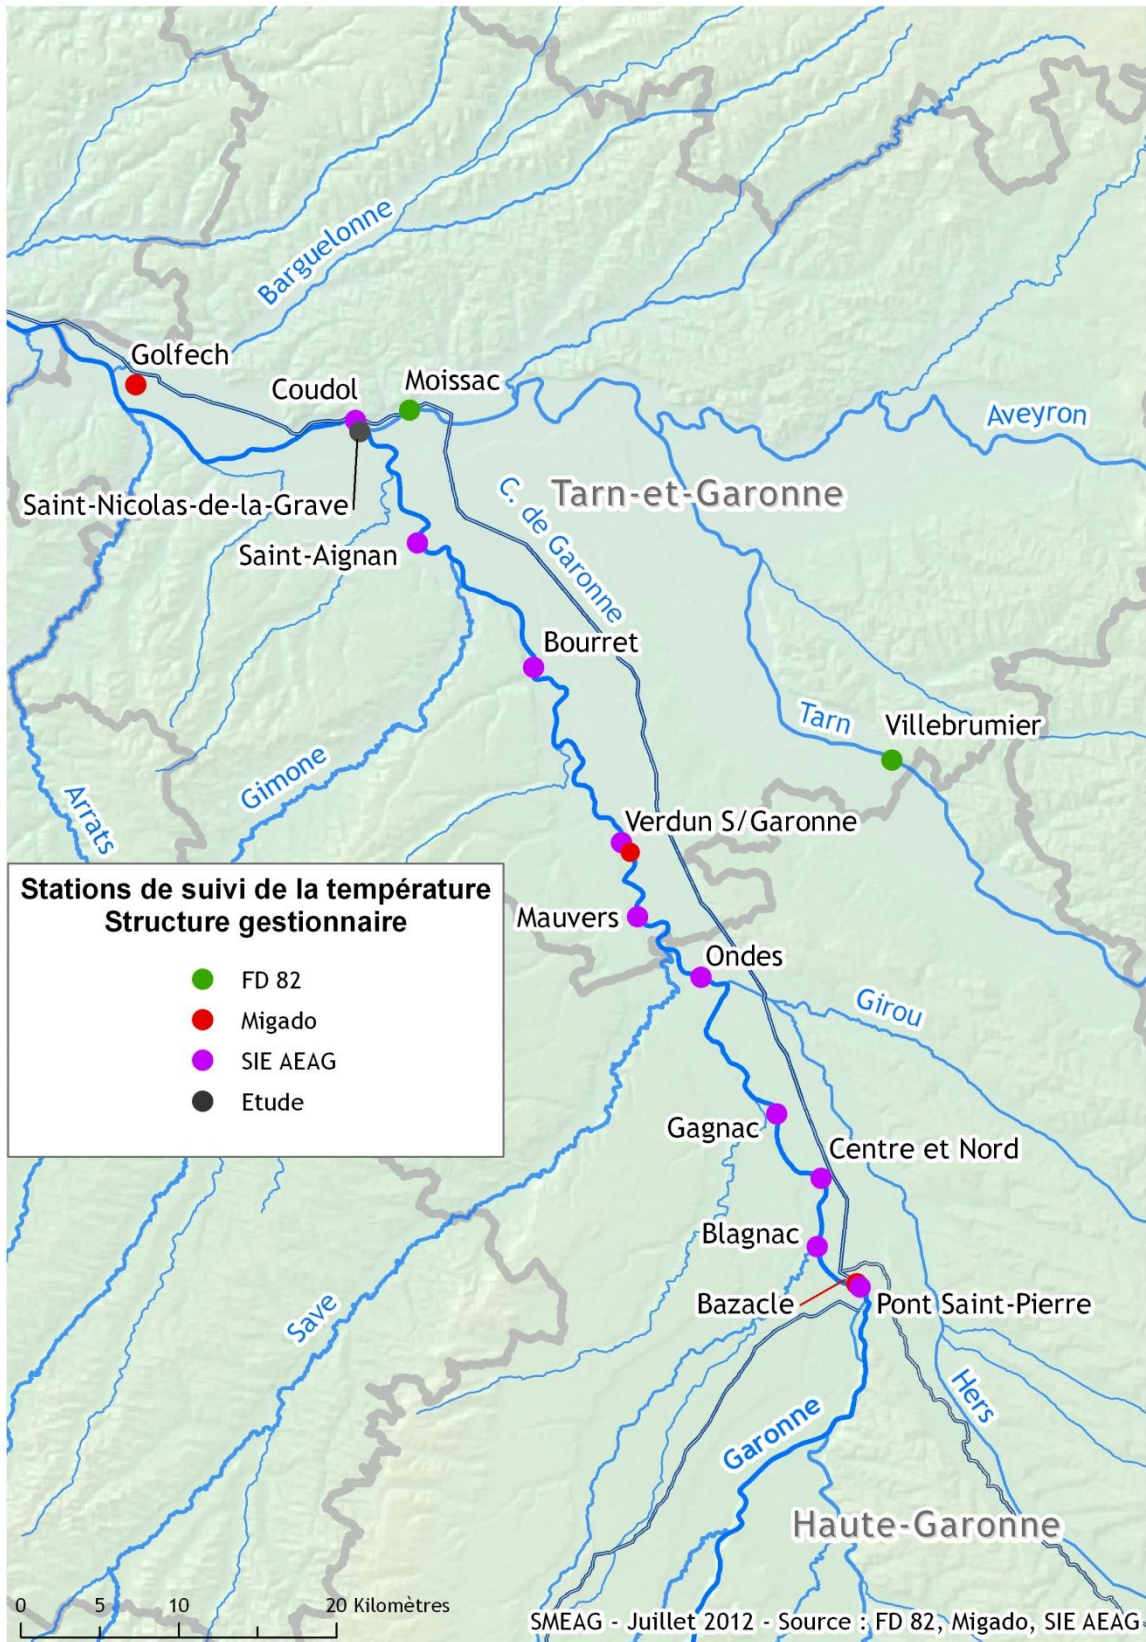 Barguelonne
Golfech
Coudol
Moissac
Aveyron
Saint-Nicolas-de-la-Grave
C. de Garonne
Tarn-et-Garonne
Saint-Aignan
Bourret
Tarn
Villebrumier
Gimone
Arrats
Verdun S/Garonne
Stations de suivi de la température
Structure gestionnaire
FD 82
Migado
SIE AEAG
Etude
Mauvers
Ondes
Girou
Gagnac
Centre et Nord
Blagnac
Bazacle
Pont Saint-Pierre
Save
Hers
Garonne
Haute-Garonne
0 5 10 20 Kilomètres
SMEAG - Juillet 2012 - Source : FD 82, Migado, SIE AEAG